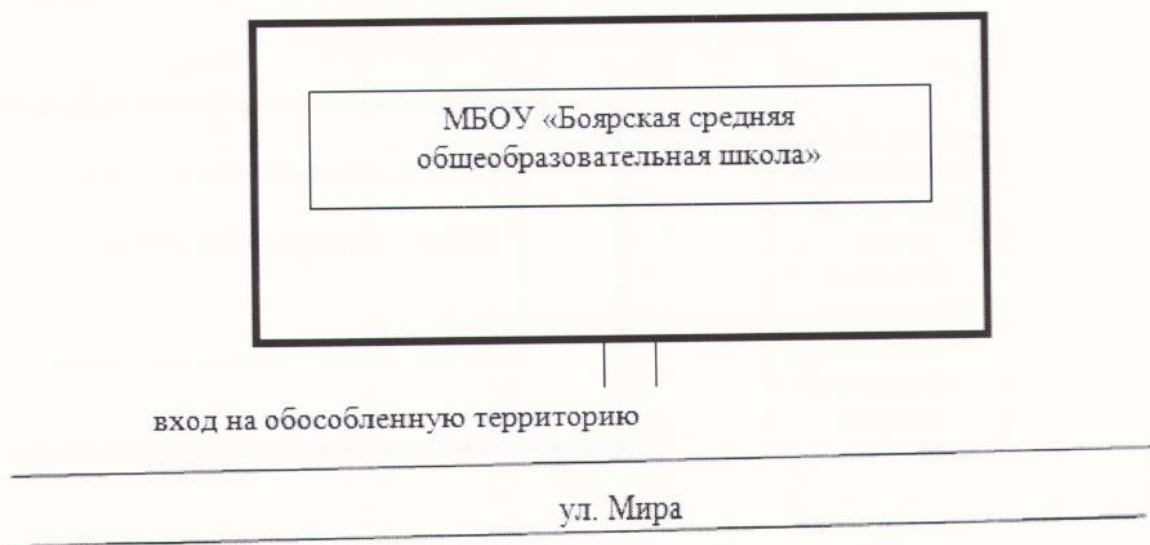 МБОУ «Боярская средняя
общеобразовательная школа»
вход на обособленную территорию
ул. Мира